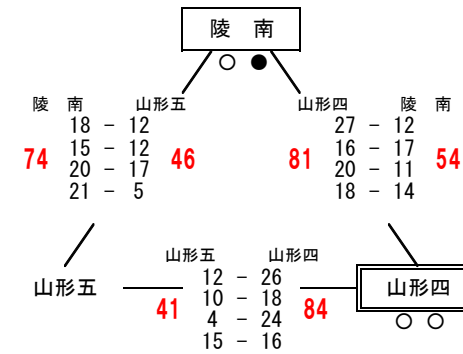 陵 南
○ ●
陵 南 山形五 山形四 陵 南
18 - 12 27 - 12
74 15 - 12 46 81 16 - 17 54
20 - 17 20 - 11
21 - 5 18 - 14
山形五 山形四
山形五 12 - 26 山形四
41 10 - 18 84
4 - 24 ○ ○
15 - 16